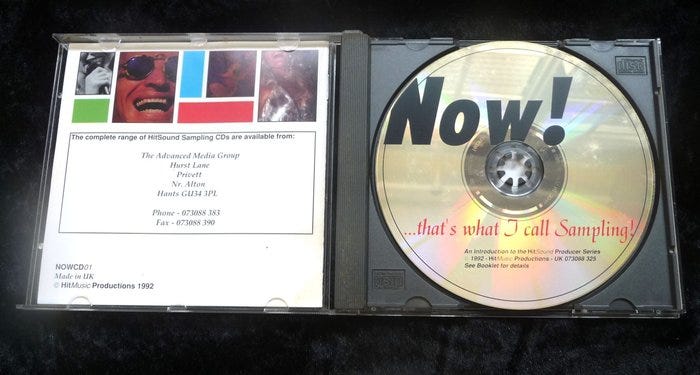 The complete range of HitSound Sampling CDs are available from:
The Advanced Media Group
Hurst Lane
Privett
Nr. Alton
Hants GU34 3PL
Phone - 073088 383
Fax - 073088 390
NOWCD01
Made in UK
© HitMusic Productions 1992
Now!
...that's what I call Sampling!
An Introduction to the HitSound Producer Series
© 1992 - HitMusic Productions - UK 073088 325
See Booklet for details